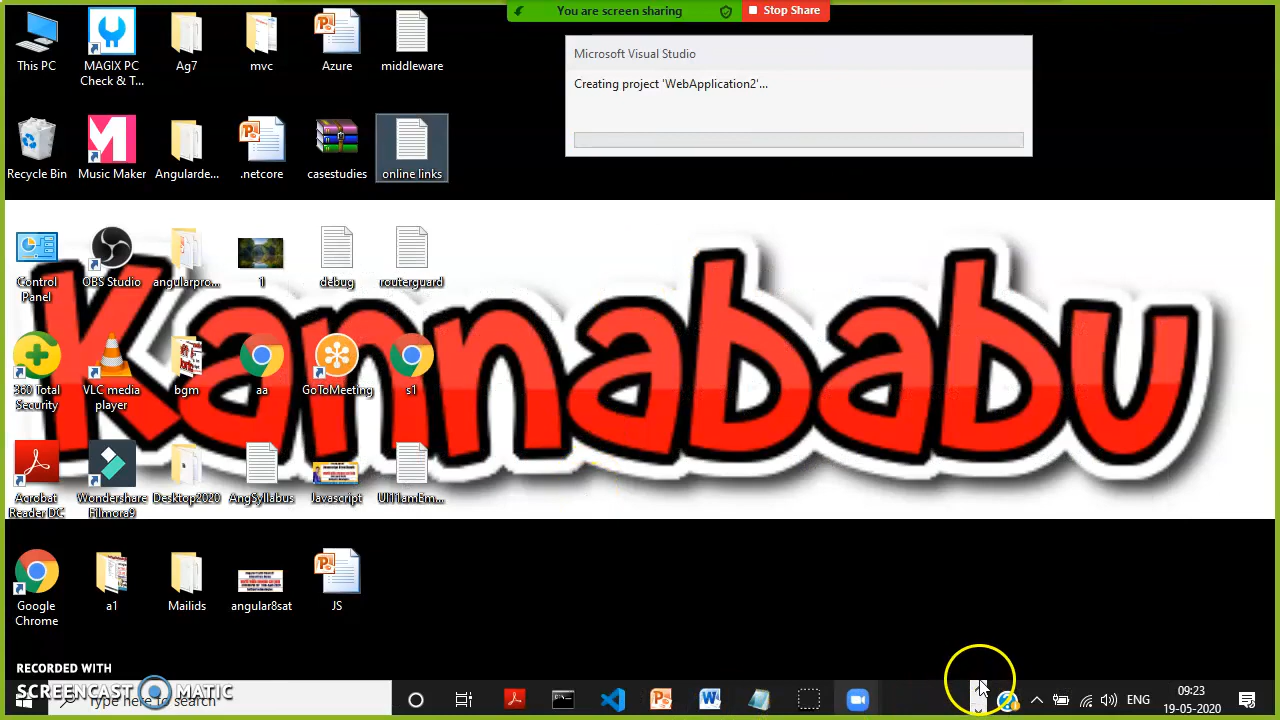 You are screen sharing
Stop Share
Microsoft Visual Studio
Creating project 'WebApplication2'...
This PC
MAGIX PC
Check & T...
Ag7
mvc
Azure
middleware
Recycle Bin
Music Maker
Angularde...
.netcore
casestudies
online links
Kannababu
Control
Panel
OBS Studio
angularpro...
1
debug
routerguard
360 Total
Security
VLC media
player
bgm
aa
GoToMeeting
s1
Acrobat
Reader DC
Wondershare
Filmora9
Desktop2020
AngSyllabus
Javascript
UI11amEm...
Google
Chrome
a1
Mailids
angular8sat
JS
RECORDED WITH
SCREENCAST MATIC
Type here to search
ENG
09:23
19-05-2020